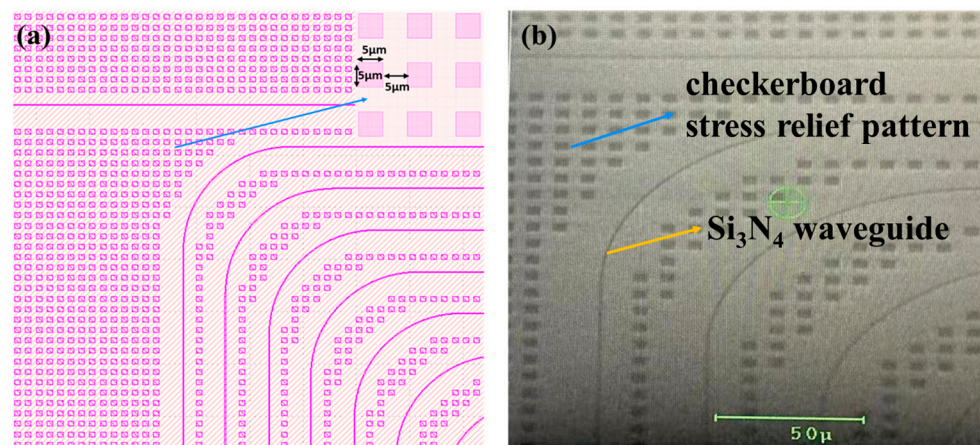 (a)
5μm
5μm
5μm
(b)
checkerboard
stress relief pattern
Si₃N₄ waveguide
50μ